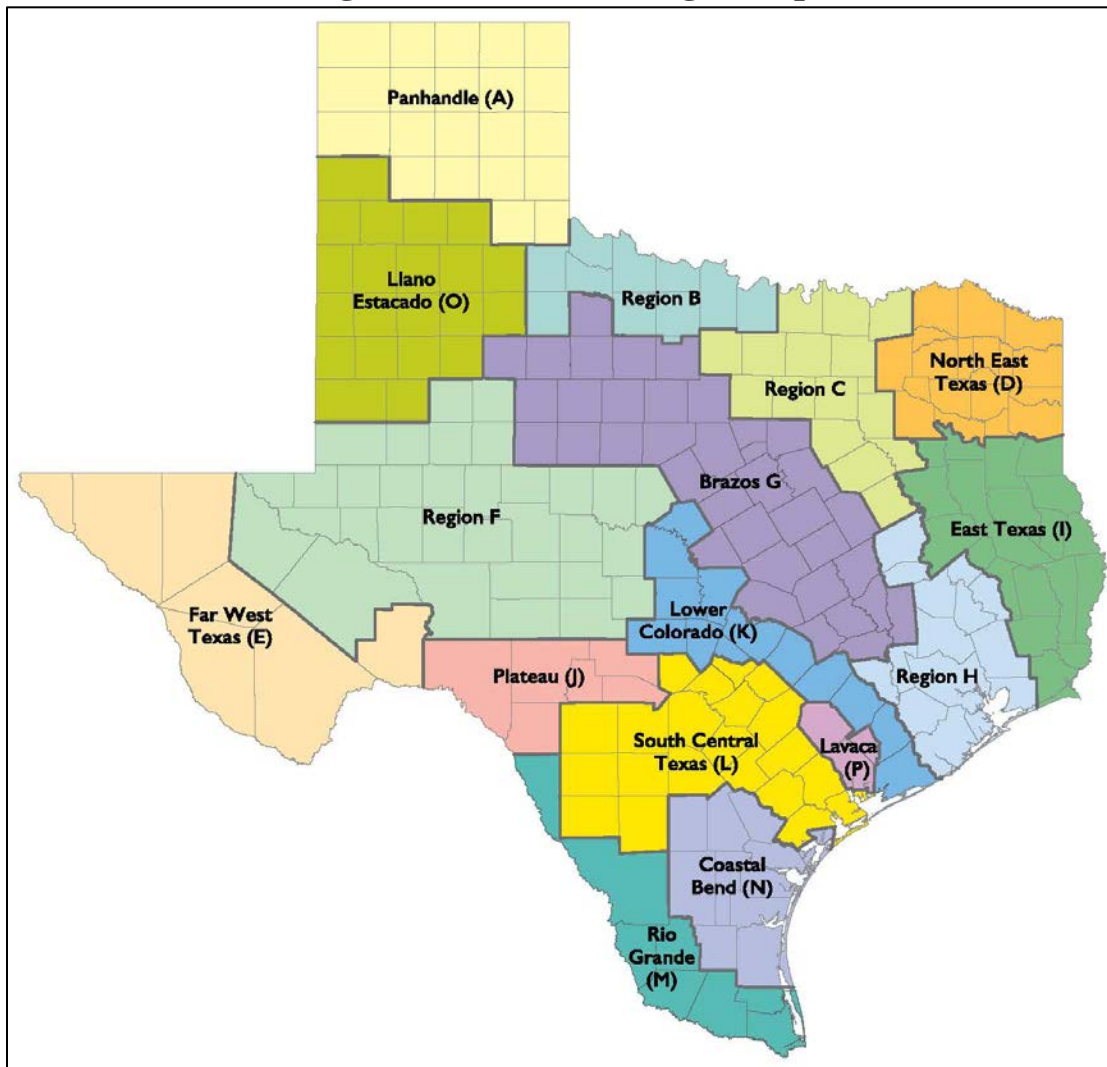 Panhandle (A)
Llano
Estacado (O)
Region B
Region C
North East
Texas (D)
Brazos G
Region F
East Texas (I)
Far West
Texas (E)
Lower
Colorado (K)
Region H
Plateau (J)
South Central
Texas (L)
Lavaca
(P)
Coastal
Bend (N)
Rio
Grande
(M)